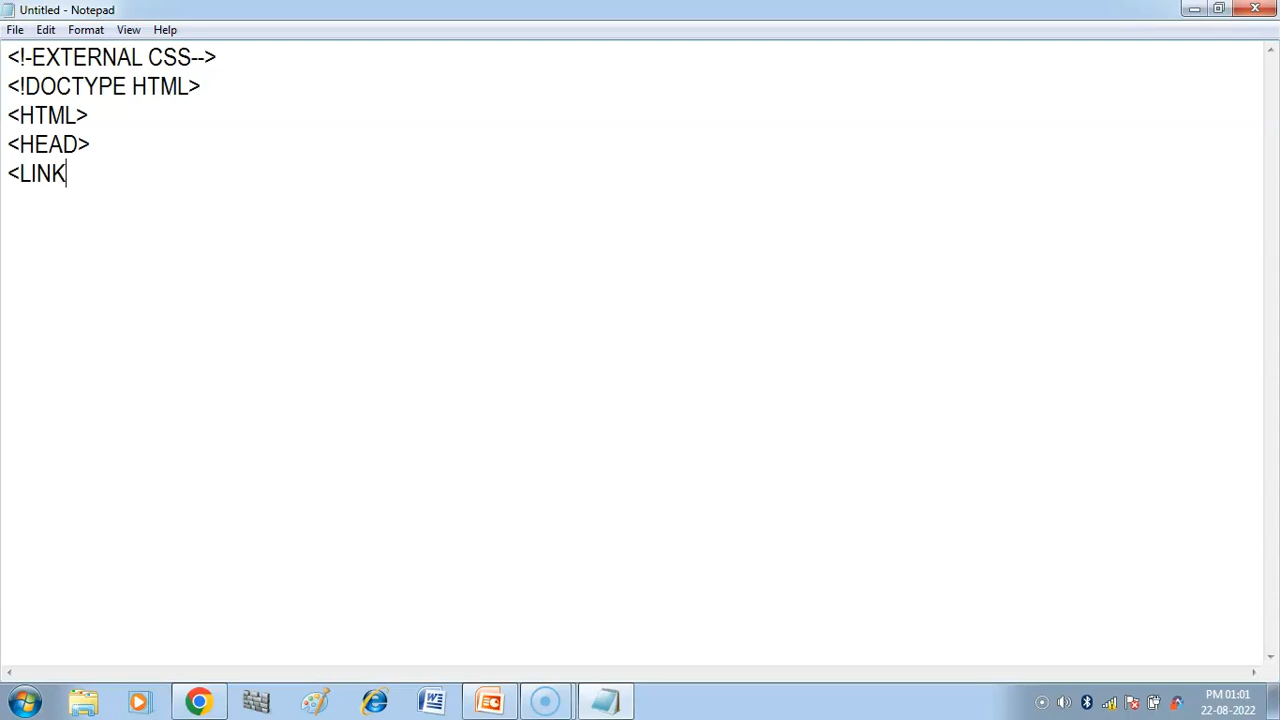 Untitled - Notepad
File Edit Format View Help
<!-EXTERNAL CSS-->
<!DOCTYPE HTML>
<HTML>
<HEAD>
<LINK
PM 01:01
22-08-2022